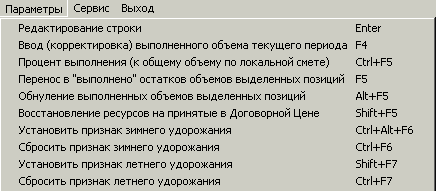 Параметры Сервис Выход
Редактирование строки Enter
Ввод (корректировка) выполненного объема текущего периода F4
Процент выполнения (к общему объему по локальной смете) Ctrl+F5
Перенос в "выполнено" остатков объемов выделенных позиций F5
Обнуление выполненных объемов выделенных позиций Alt+F5
Восстановление ресурсов на принятые в Договорной Цене Shift+F5
Установить признак зимнего удорожания Ctrl+Alt+F6
Сбросить признак зимнего удорожания Ctrl+F6
Установить признак летнего удорожания Shift+F7
Сбросить признак летнего удорожания Ctrl+F7